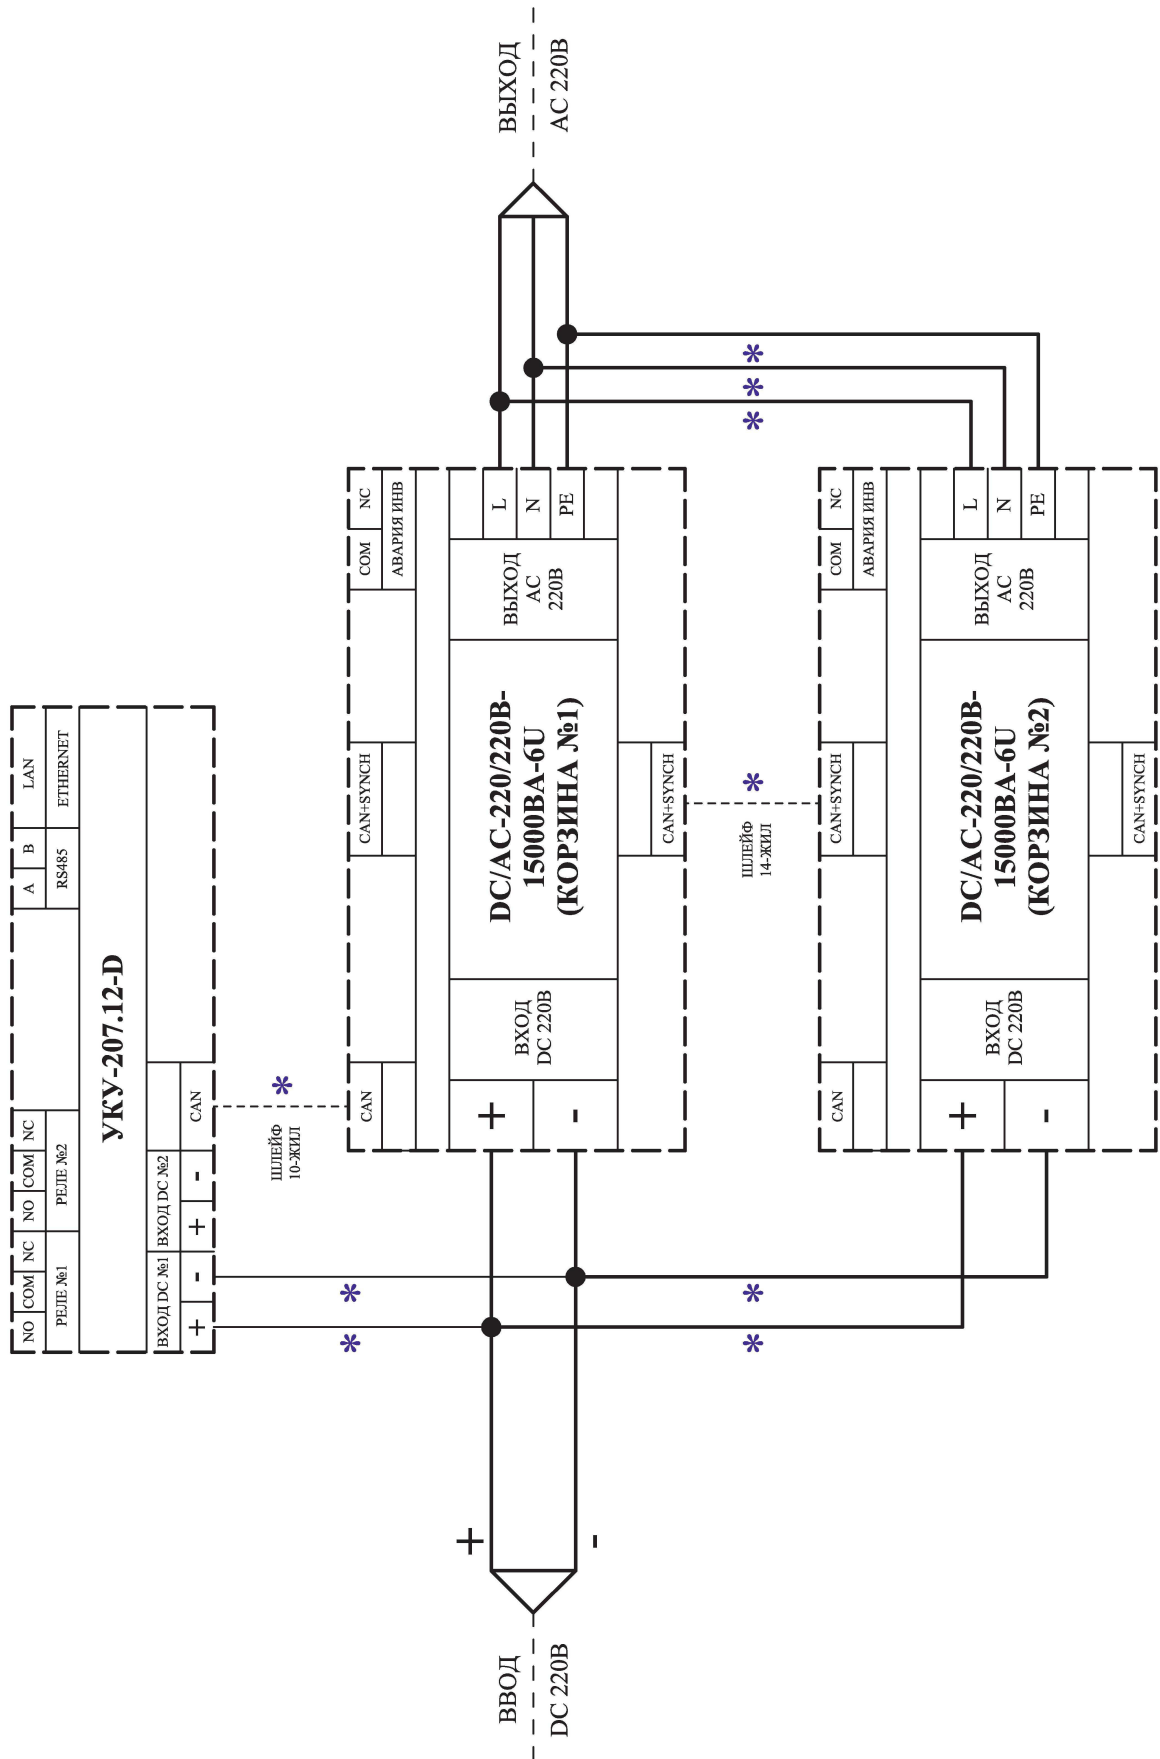 NO
COM
NC
NO
COM
NC
A
B
LAN
РЕЛЕ №1
РЕЛЕ №2
RS485
ETHERNET
УКУ-207.12-D
ВХОД DC №1
ВХОД DC №2
+
-
+
-
CAN
*
*
*
ШЛЕЙФ
10-ЖИЛ
CAN
CAN+SYNCH
COM
NC
АВАРИЯ ИНВ
ВВОД
DC 220В
+
-
+
-
ВХОД
DC 220В
DC/AC-220/220В-
15000ВА-6U
(КОРЗИНА №1)
ВЫХОД
АС
220В
L
N
PE
ВЫХОД
АС 220В
CAN+SYNCH
*
*
*
ШЛЕЙФ
14-ЖИЛ
*
*
*
CAN
CAN+SYNCH
COM
NC
АВАРИЯ ИНВ
+
-
ВХОД
DC 220В
DC/AC-220/220В-
15000ВА-6U
(КОРЗИНА №2)
ВЫХОД
АС
220В
L
N
PE
CAN+SYNCH